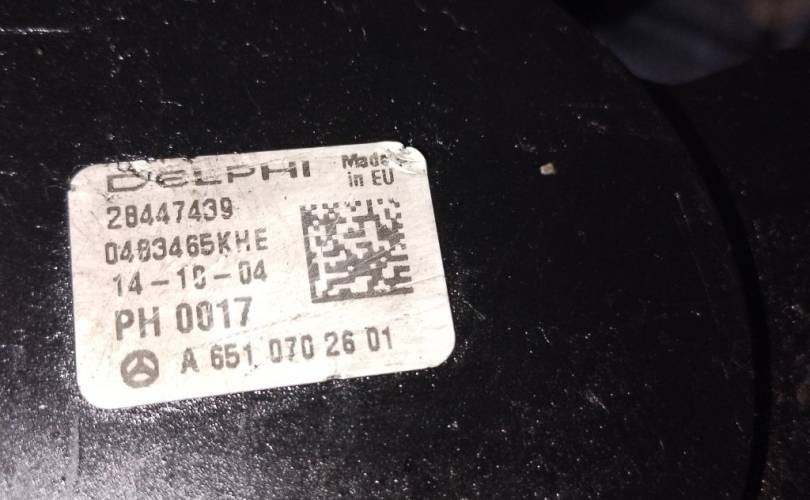 DELPHI
Made
in EU
28447439
0483465KHE
14-10-04
PH 0017
A 651 070 26 01